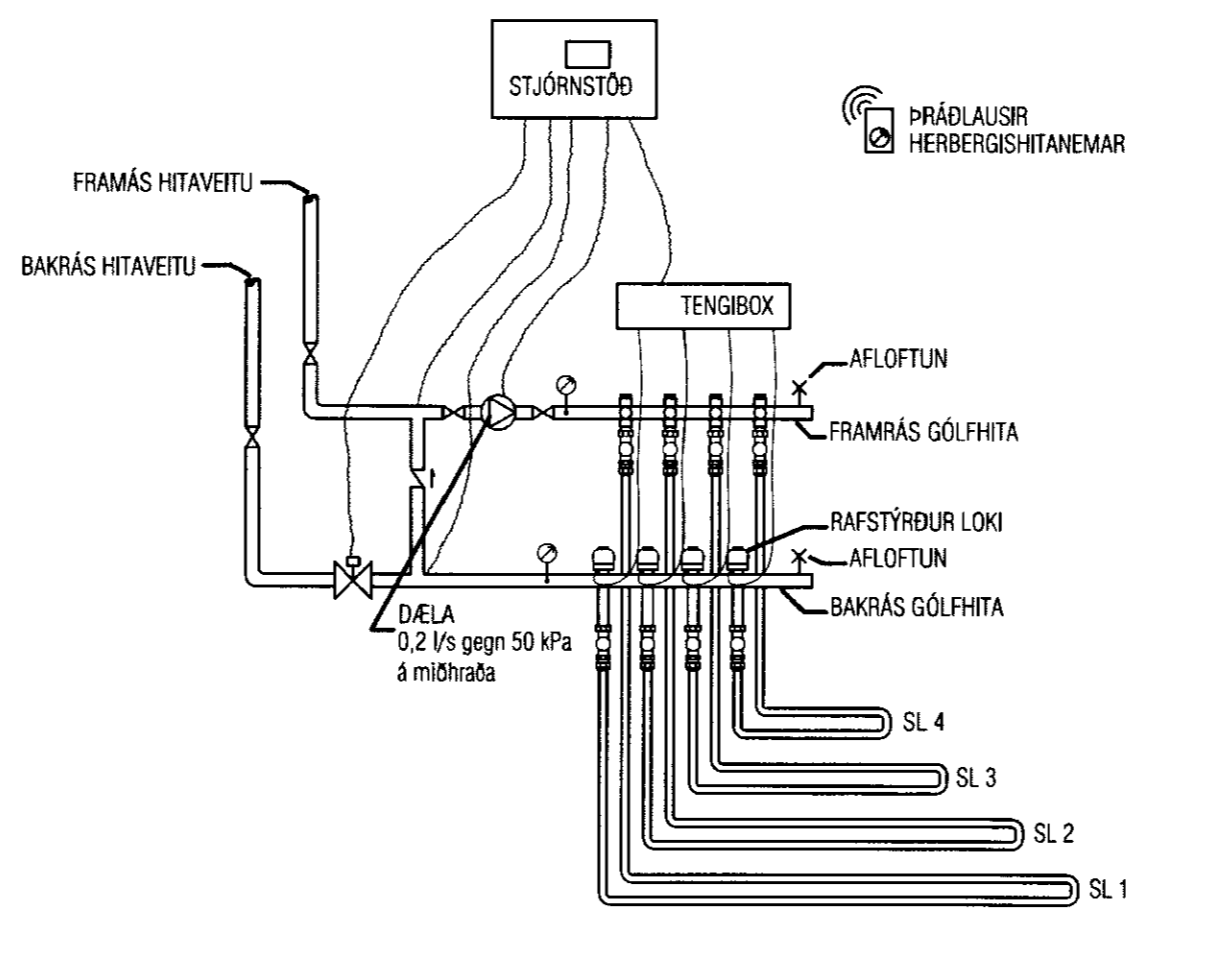 STJÓRNSTÖÐ
ÞRÁÐLAUSIR
HERBERGISHITANEMAR
FRAMÁS HITAVEITU
BAKRÁS HITAVEITU
TENGIBOX
AFLOFTUN
FRAMRÁS GÓLFHITA
RAFSTÝRÐUR LOKI
AFLOFTUN
BAKRÁS GÓLFHITA
DÆLA
0,2 l/s gegn 50 kPa
á miðhraða
SL 4
SL 3
SL 2
SL 1